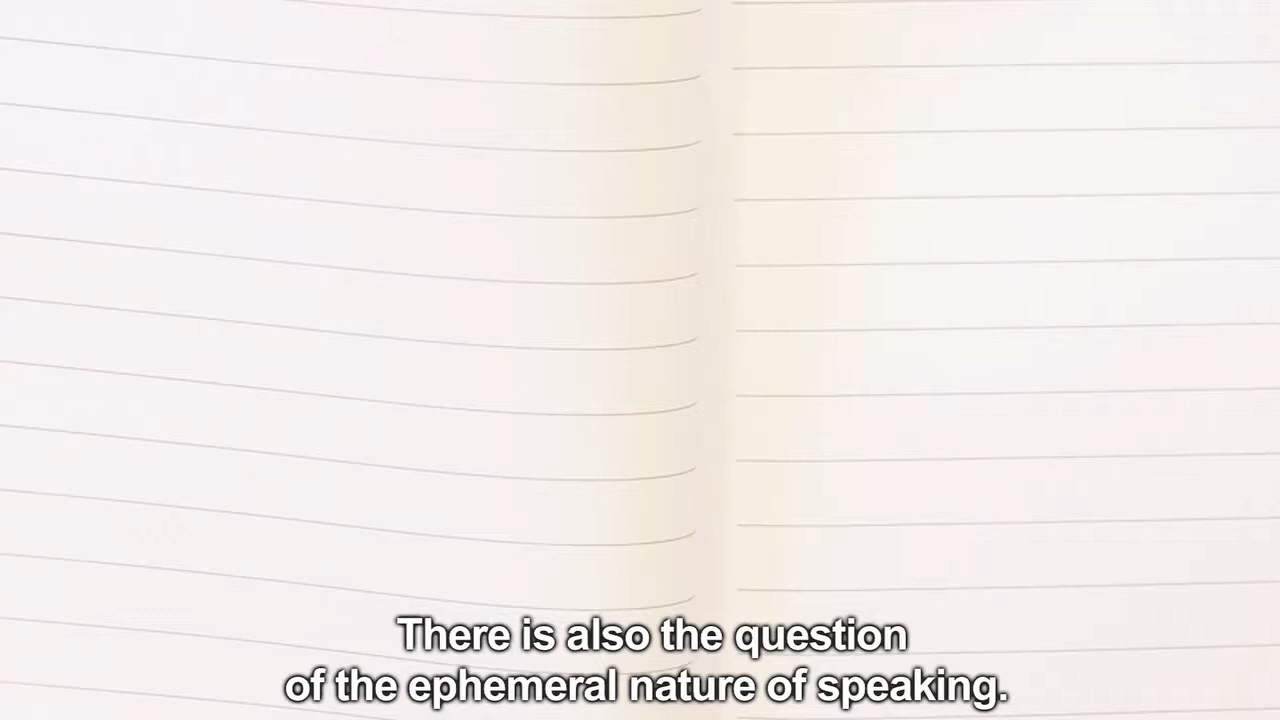 There is also the question
of the ephemeral nature of speaking.